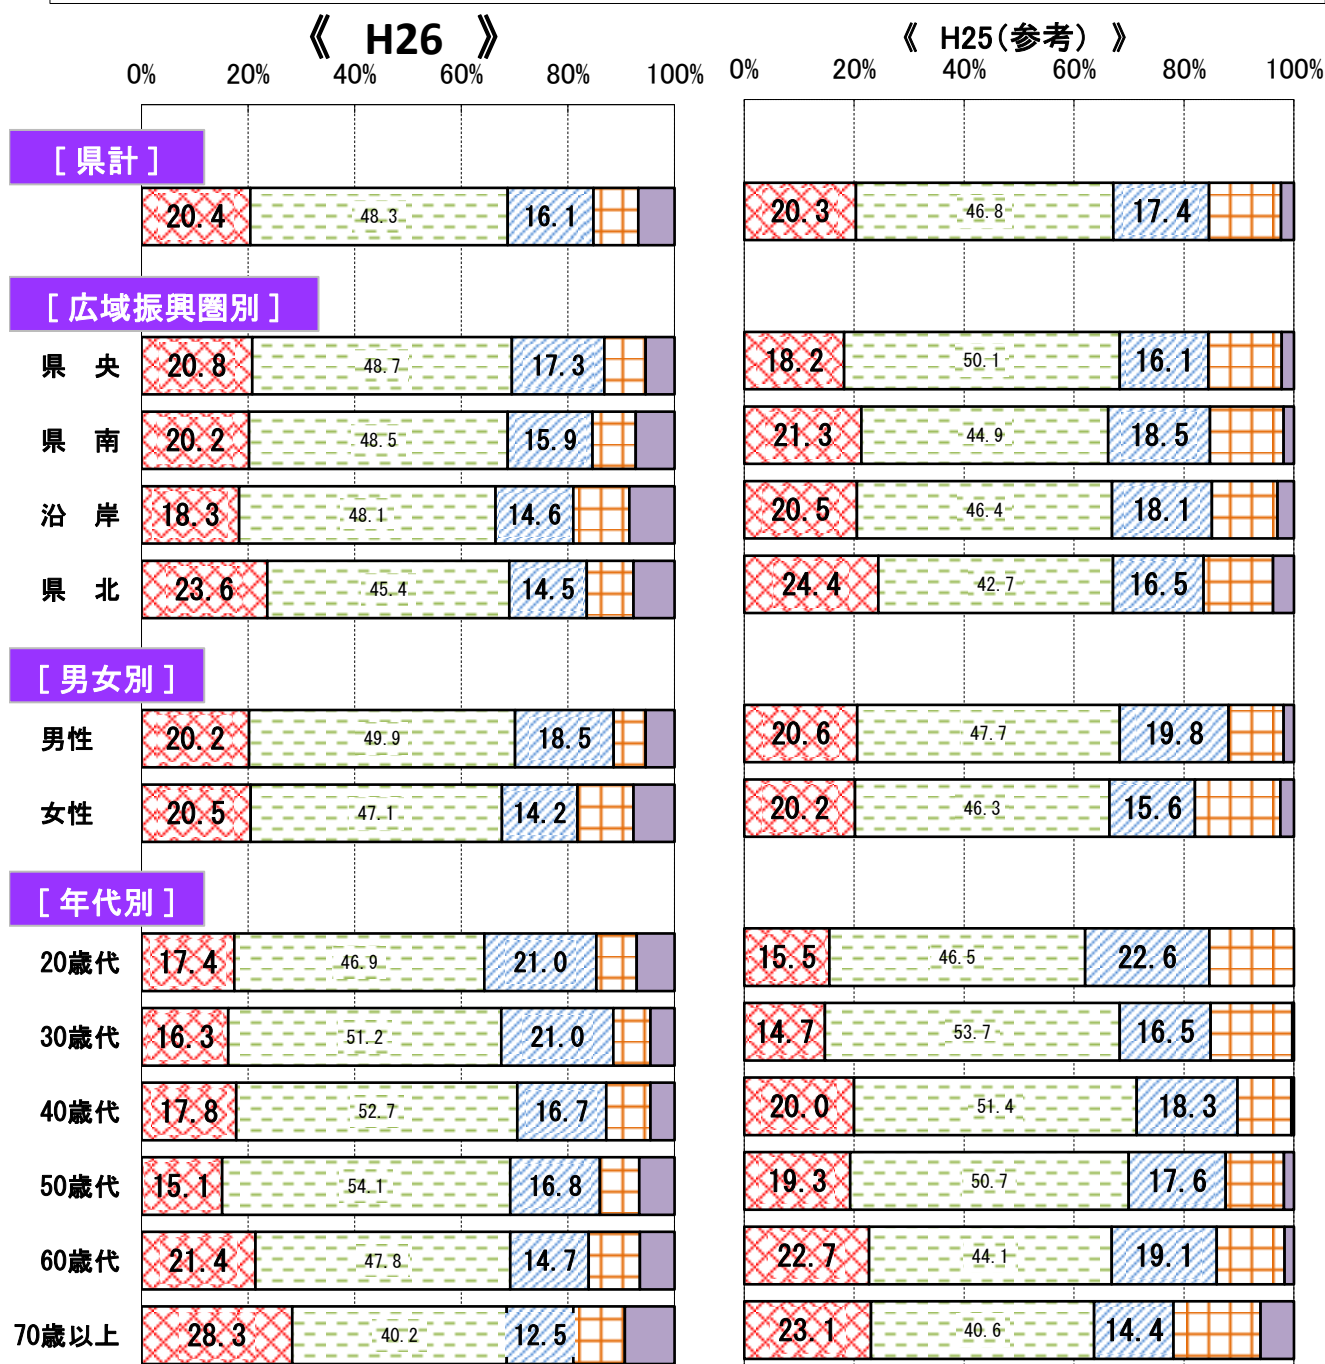 《 H26 》
《 H25（参考） 》
0% 20% 40% 60% 80% 100%
0% 20% 40% 60% 80% 100%
［ 県計 ］
20.4 48.3 16.1
20.3 46.8 17.4
［ 広域振興圏別 ］
県　央 20.8 48.7 17.3
18.2 50.1 16.1
県　南 20.2 48.5 15.9
21.3 44.9 18.5
沿　岸 18.3 48.1 14.6
20.5 46.4 18.1
県　北 23.6 45.4 14.5
24.4 42.7 16.5
［ 男女別 ］
男性 20.2 49.9 18.5
20.6 47.7 19.8
女性 20.5 47.1 14.2
20.2 46.3 15.6
［ 年代別 ］
20歳代 17.4 46.9 21.0
15.5 46.5 22.6
30歳代 16.3 51.2 21.0
14.7 53.7 16.5
40歳代 17.8 52.7 16.7
20.0 51.4 18.3
50歳代 15.1 54.1 16.8
19.3 50.7 17.6
60歳代 21.4 47.8 14.7
22.7 44.1 19.1
70歳以上 28.3 40.2 12.5
23.1 40.6 14.4